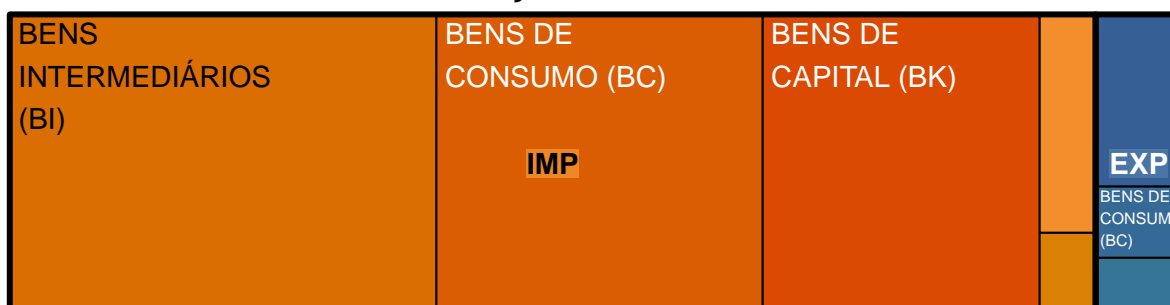 BENS
INTERMEDIÁRIOS
(BI)
BENS DE
CONSUMO (BC)
BENS DE
CAPITAL (BK)
IMP
EXP
BENS DE
CONSUM
(BC)